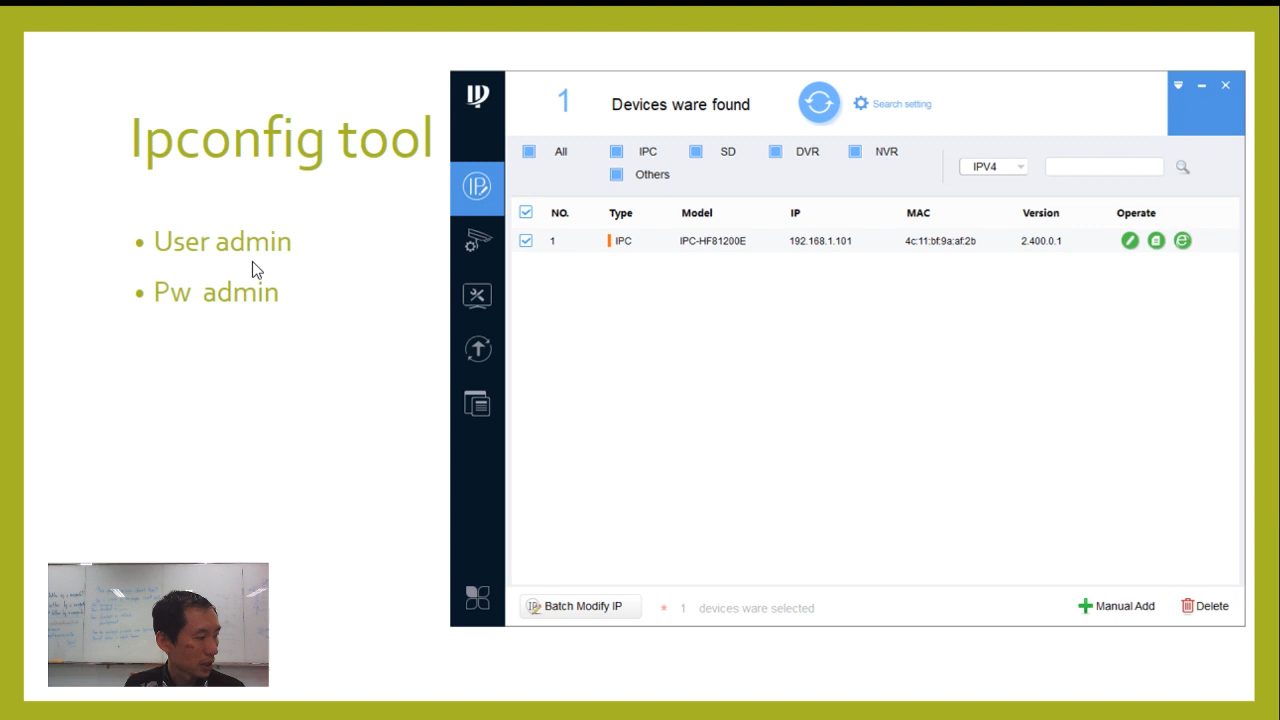 Ipconfig tool
• User admin
• Pw admin
1 Devices ware found Search setting
All IPC SD DVR NVR
Others
IPV4
NO. Type Model IP MAC Version Operate
1 IPC IPC-HF81200E 192.168.1.101 4c:11:bf:9a:af:2b 2.400.0.1
Batch Modify IP * 1 devices ware selected Manual Add Delete